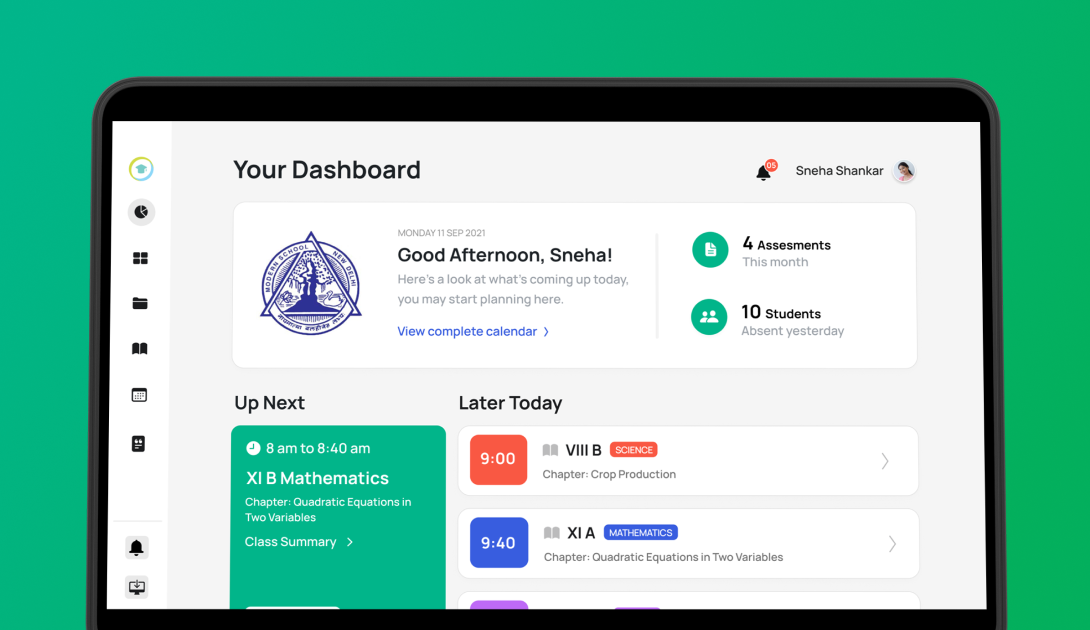 Your Dashboard
05
Sneha Shankar
MODERN SCHOOL NEW DELHI
MONDAY 11 SEP 2021
Good Afternoon, Sneha!
Here's a look at what's coming up today,
you may start planning here.
View complete calendar
4 Assesments
This month
10 Students
Absent yesterday
Up Next
8 am to 8:40 am
XI B Mathematics
Chapter: Quadratic Equations in
Two Variables
Class Summary
Later Today
9:00
VIII B
SCIENCE
Chapter: Crop Production
9:40
XI A
MATHEMATICS
Chapter: Quadratic Equations in Two Variables